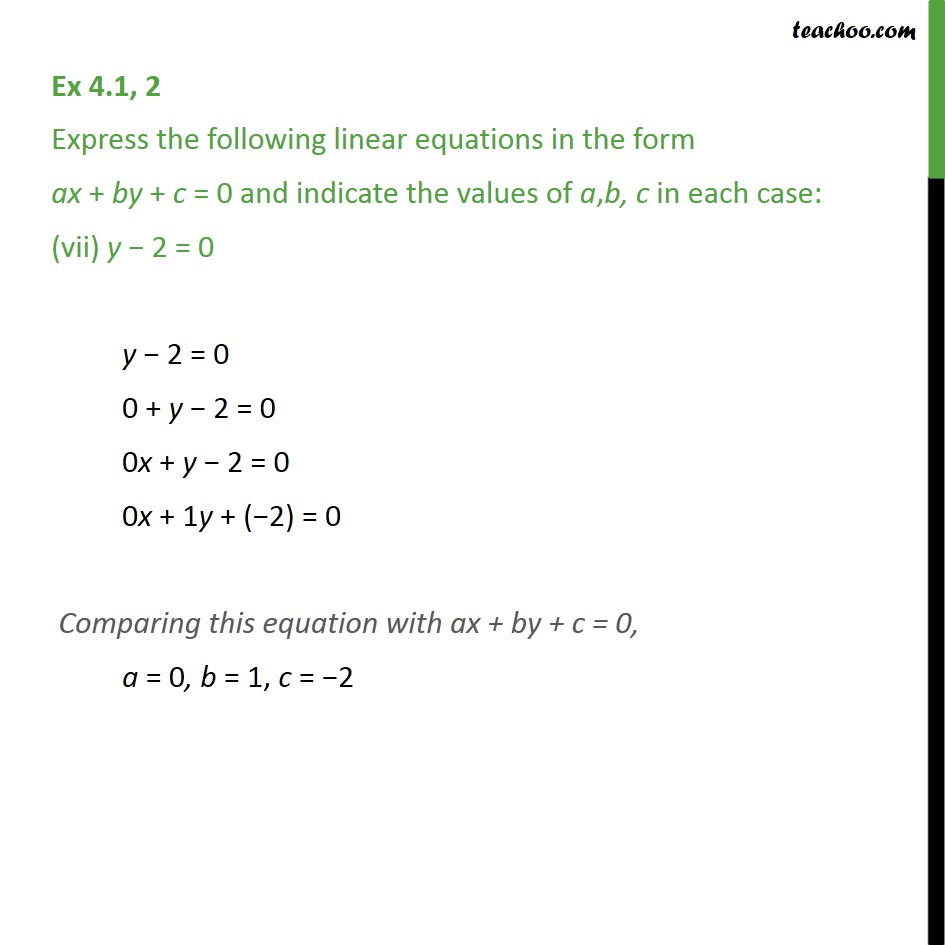 teachoo.com
Ex 4.1, 2
Express the following linear equations in the form
ax + by + c = 0 and indicate the values of a,b, c in each case:
(vii) y − 2 = 0
y − 2 = 0
0 + y − 2 = 0
0x + y − 2 = 0
0x + 1y + (−2) = 0
Comparing this equation with ax + by + c = 0,
a = 0, b = 1, c = −2